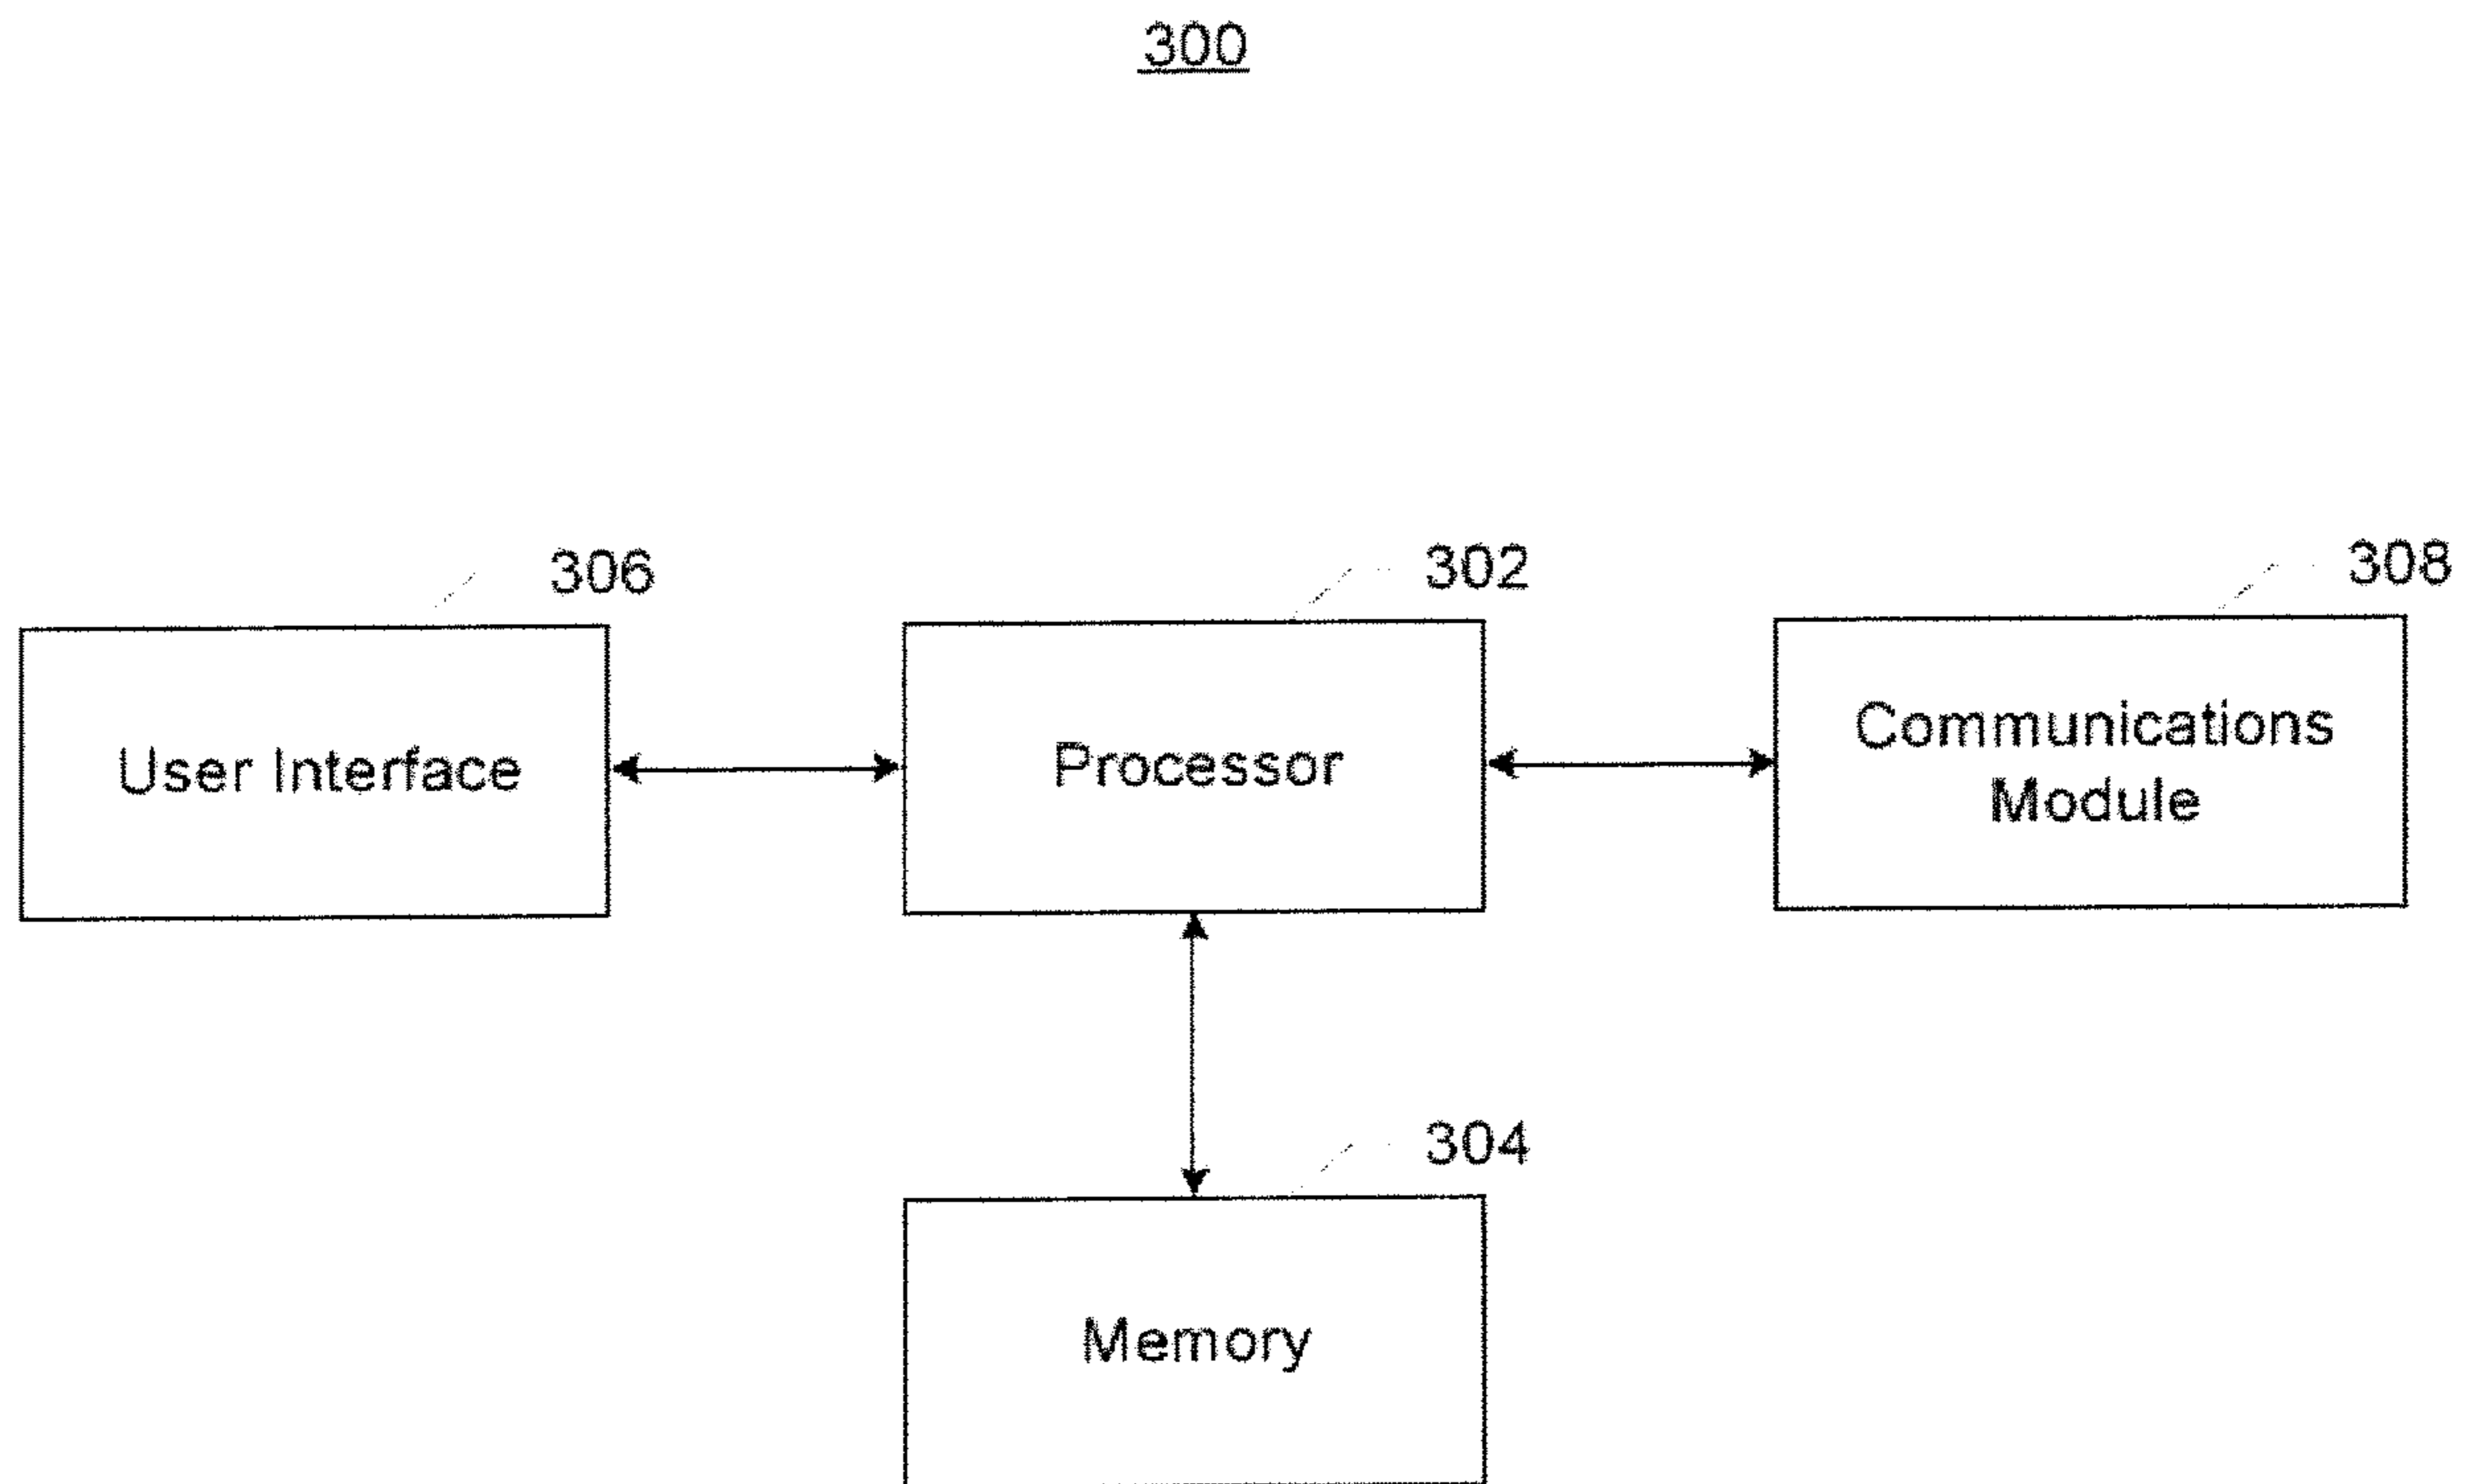 300
306
302
308
User Interface
Processor
Communications
Module
304
Memory